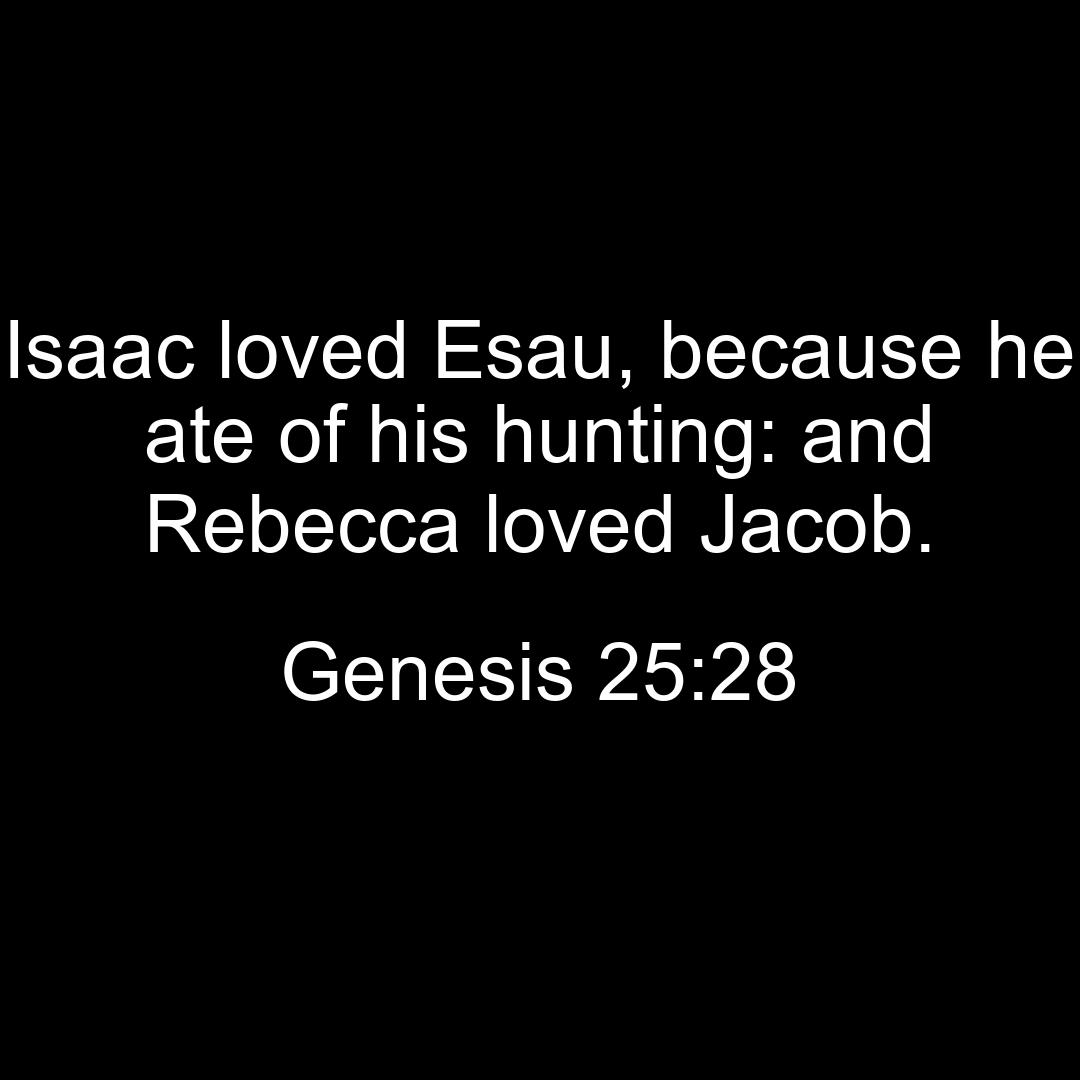 Isaac loved Esau, because he
ate of his hunting: and
Rebecca loved Jacob.
Genesis 25:28